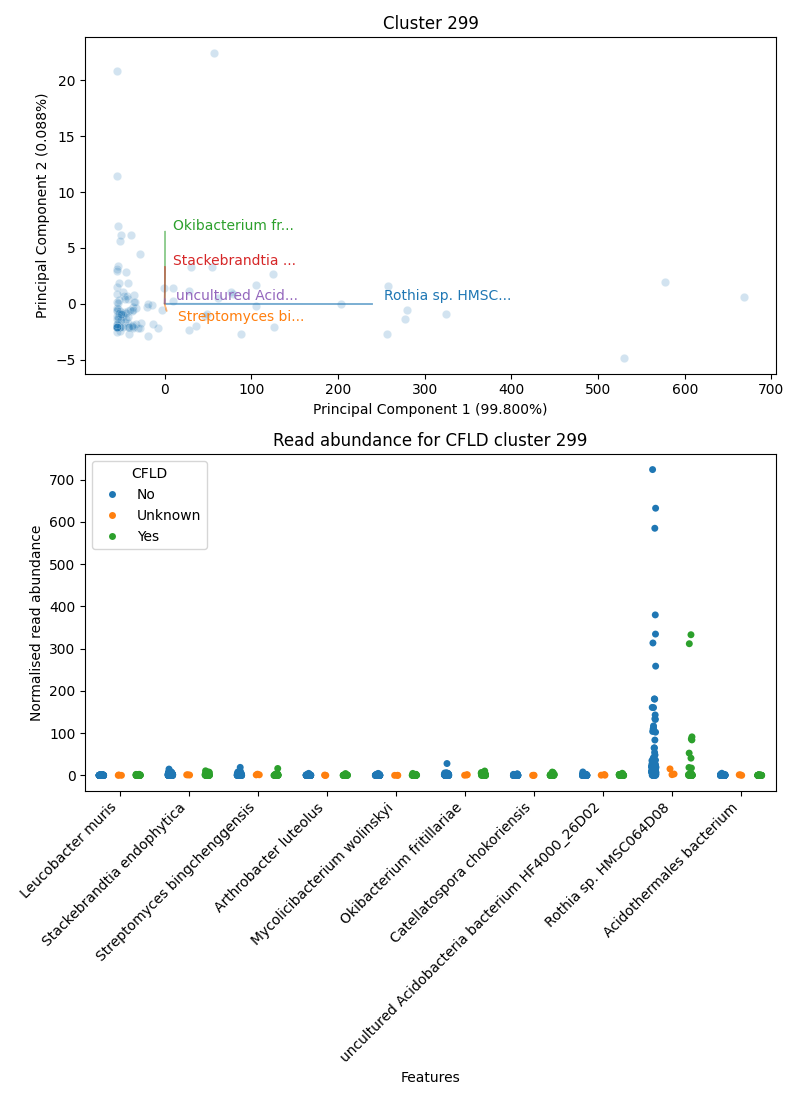 Cluster 299
Principal Component 2 (0.088%)
20
15
10
5
0
−5
Okibacterium fr...
Stackebrandtia ...
uncultured Acid...
Rothia sp. HMSC...
Streptomyces bi...
0
100
200
300
400
500
600
700
Principal Component 1 (99.800%)
Read abundance for CFLD cluster 299
Normalised read abundance
700
600
500
400
300
200
100
0
CFLD
No
Unknown
Yes
Leucobacter muris
Stackebrandtia endophytica
Streptomyces bingchenggensis
Arthrobacter luteolus
Mycolicibacterium wolinskyi
Okibacterium fritillariae
Catellatospora chokoriensis
uncultured Acidobacteria bacterium HF4000_26D02
Rothia sp. HMSC064D08
Acidothermales bacterium
Features